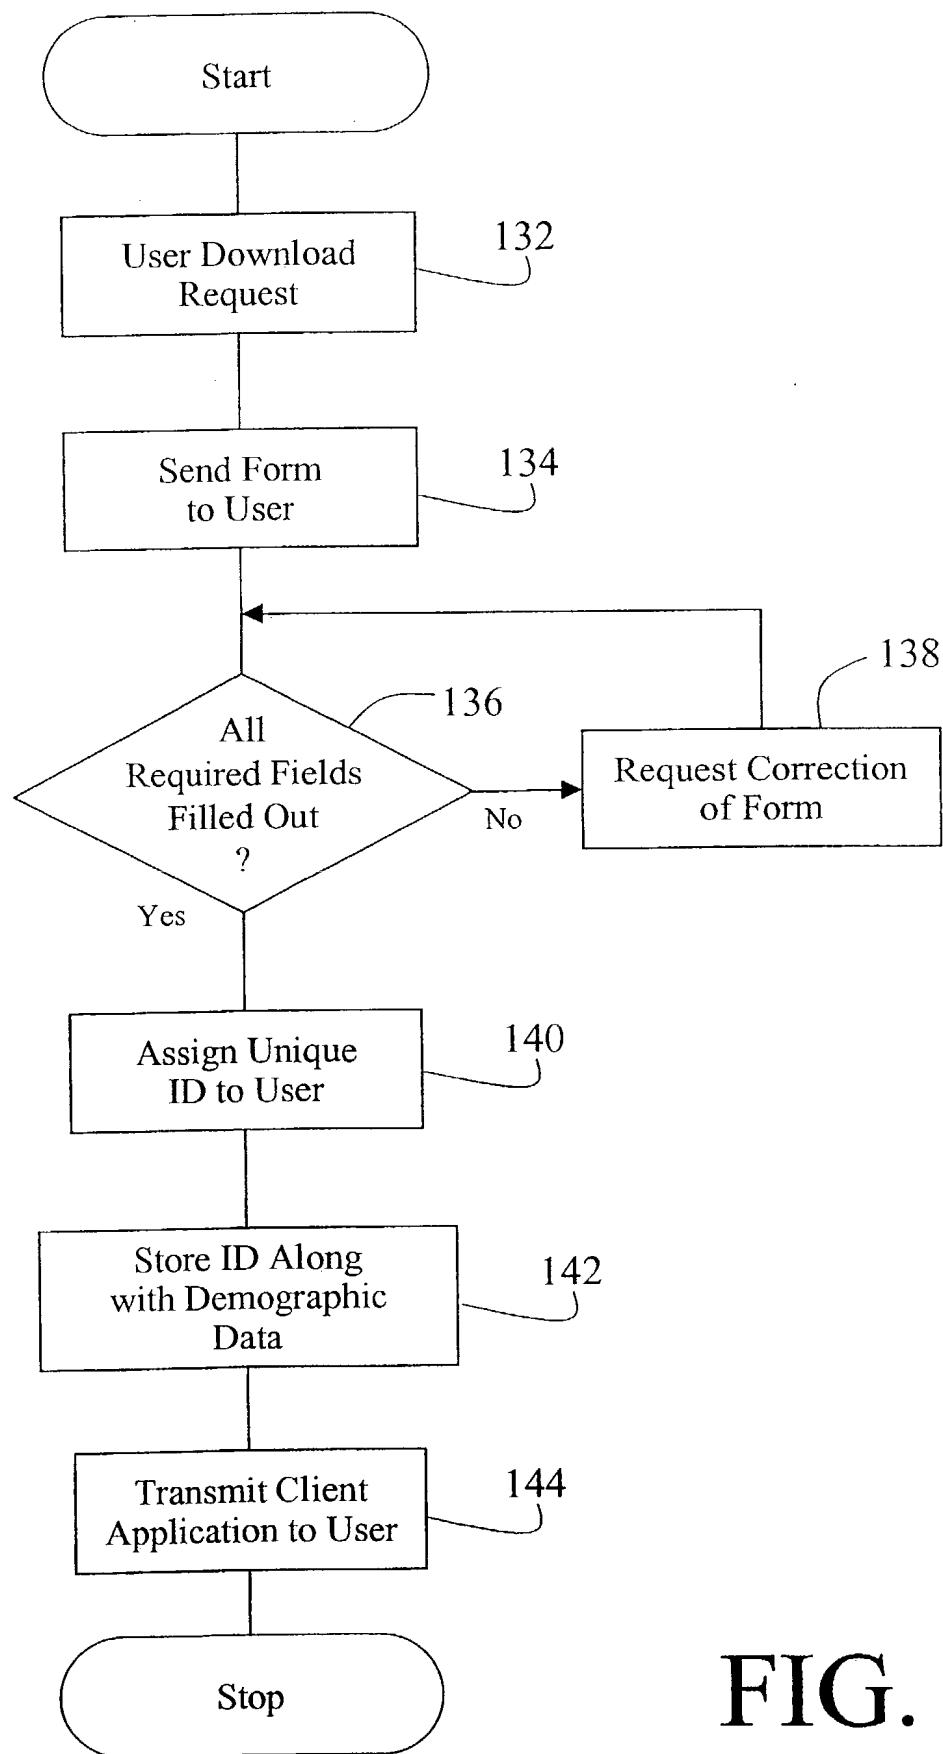 Start
132
User Download
Request
134
Send Form
to User
138
136
All
Required Fields
Filled Out
?
No
Request Correction
of Form
Yes
140
Assign Unique
ID to User
142
Store ID Along
with Demographic
Data
144
Transmit Client
Application to User
Stop
FIG.